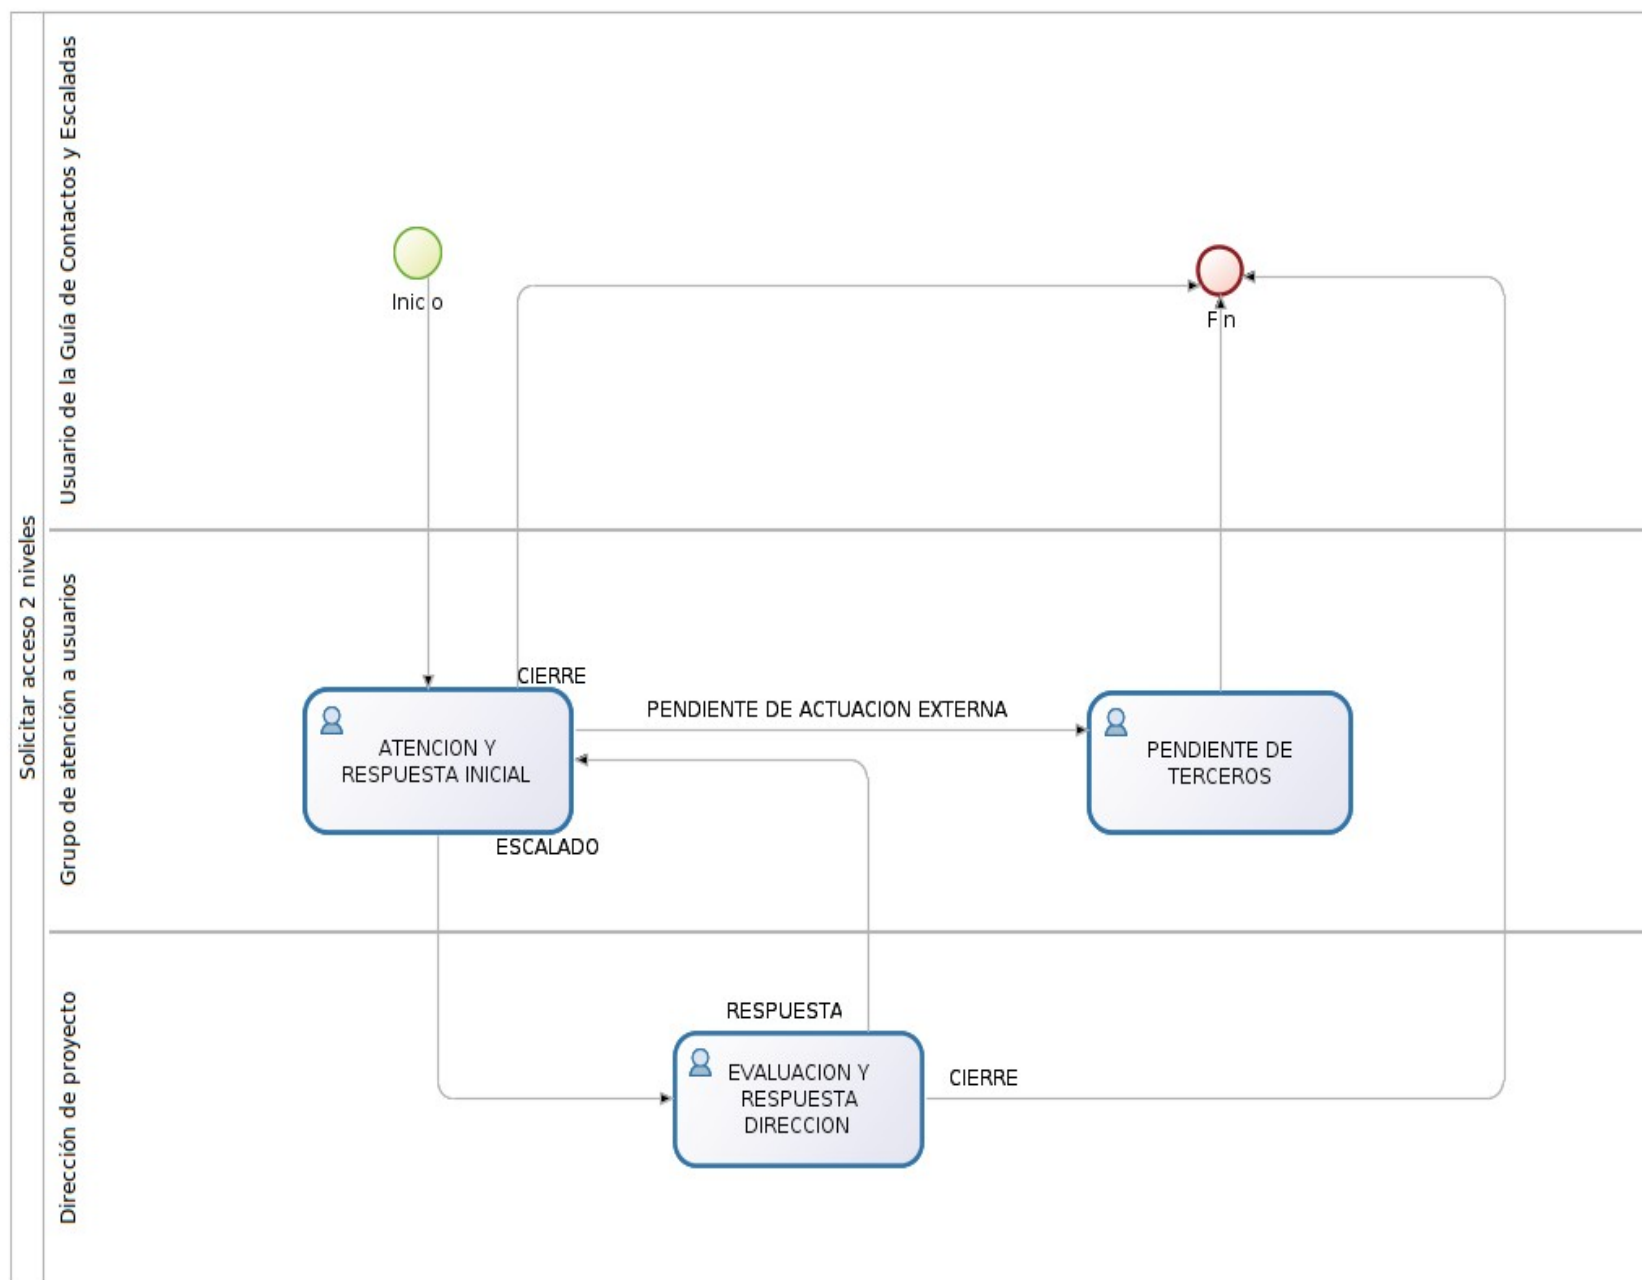 Solicitar acceso 2 niveles
Usuario de la Guía de Contactos y Escaladas
Inicio
Fin
Grupo de atención a usuarios
CIERRE
PENDIENTE DE ACTUACION EXTERNA
ATENCION Y
RESPUESTA INICIAL
PENDIENTE DE
TERCEROS
ESCALADO
Dirección de proyecto
RESPUESTA
EVALUACION Y
RESPUESTA
DIRECCION
CIERRE